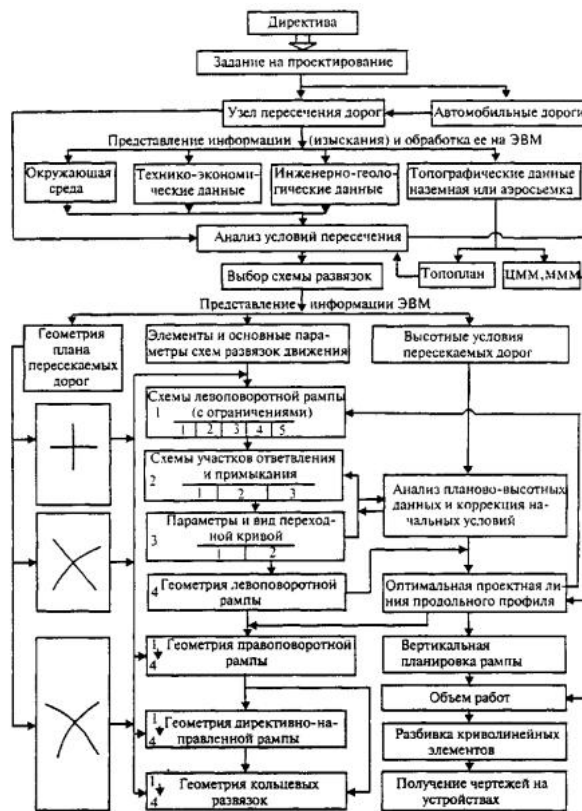 Директива
Задание на проектирование
Узел пересечения дорог
Автомобильные дороги
Представление информации (изыскания) и обработка ее на ЭВМ
Окружающая
среда
Технико-экономи-
ческие данные
Инженерно-геоло-
гические данные
Топографические данные
наземная или аэросъемка
Анализ условий пересечения
Выбор схемы развязок
Топоплан
ЦММ, МММ
Представление информации ЭВМ
Геометрия
плана
пересекаемых
дорог
Элементы и основные пара-
метры схем развязок движения
Высотные условия
пересекаемых дорог
Схемы левоповоротной рампы
1 (с ограничениями)
1 2 3 4 5
Схемы участков ответвления
2 и примыкания
1 2 3
Параметры и вид переход-
3 ной кривой
1 2
Анализ планово-высотных
данных и коррекция на-
чальных условий
4 Геометрия левоповоротной
рампы
Оптимальная проектная ли-
ния продольного профиля
1 Геометрия правоповоротной
4 рампы
Вертикальная
планировка рампы
Объем работ
1 Геометрия директивно-на-
4 правленной рампы
Разбивка криволинейных
элементов
1 Геометрия кольцевых
4 развязок
Получение чертежей на
устройствах